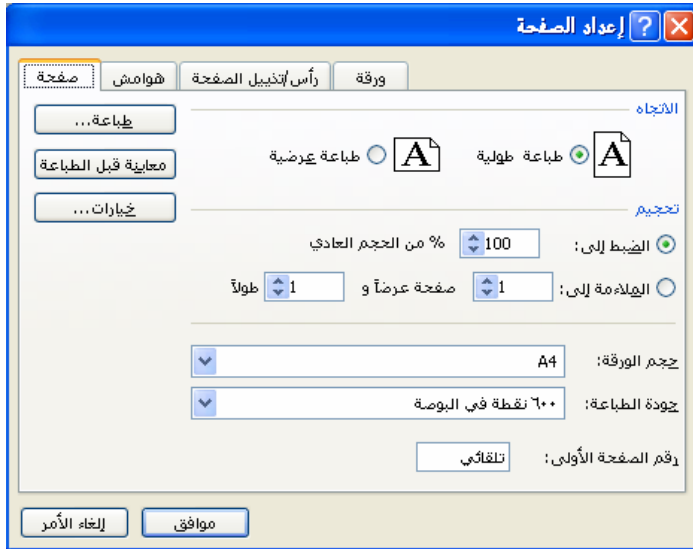 إعداد الصفحة
صفحة هوامش رأس/تذييل الصفحة ورقة
الاتجاه
طباعة طولية A طباعة عرضية A
تحجيم
الضبط إلى: 100 % من الحجم العادي
الملاءمة إلى: 1 صفحة عرضاً و 1 طولاً
حجم الورقة: A4
جودة الطباعة: ٦٠٠ نقطة في البوصة
رقم الصفحة الأولى: تلقائي
طباعة...
معاينة قبل الطباعة
خيارات...
موافق إلغاء الأمر